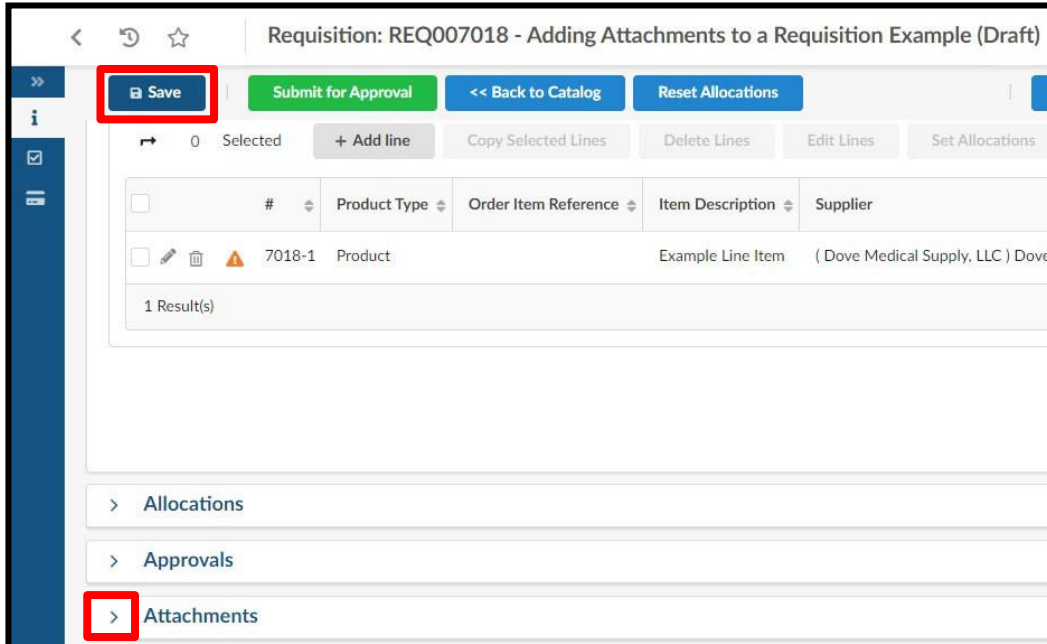 Requisition: REQ007018 - Adding Attachments to a Requisition Example (Draft)
Save Submit for Approval << Back to Catalog Reset Allocations
0 Selected + Add line Copy Selected Lines Delete Lines Edit Lines Set Allocations
# Product Type Order Item Reference Item Description Supplier
7018-1 Product Example Line Item ( Dove Medical Supply, LLC ) Dove
1 Result(s)
Allocations
Approvals
Attachments